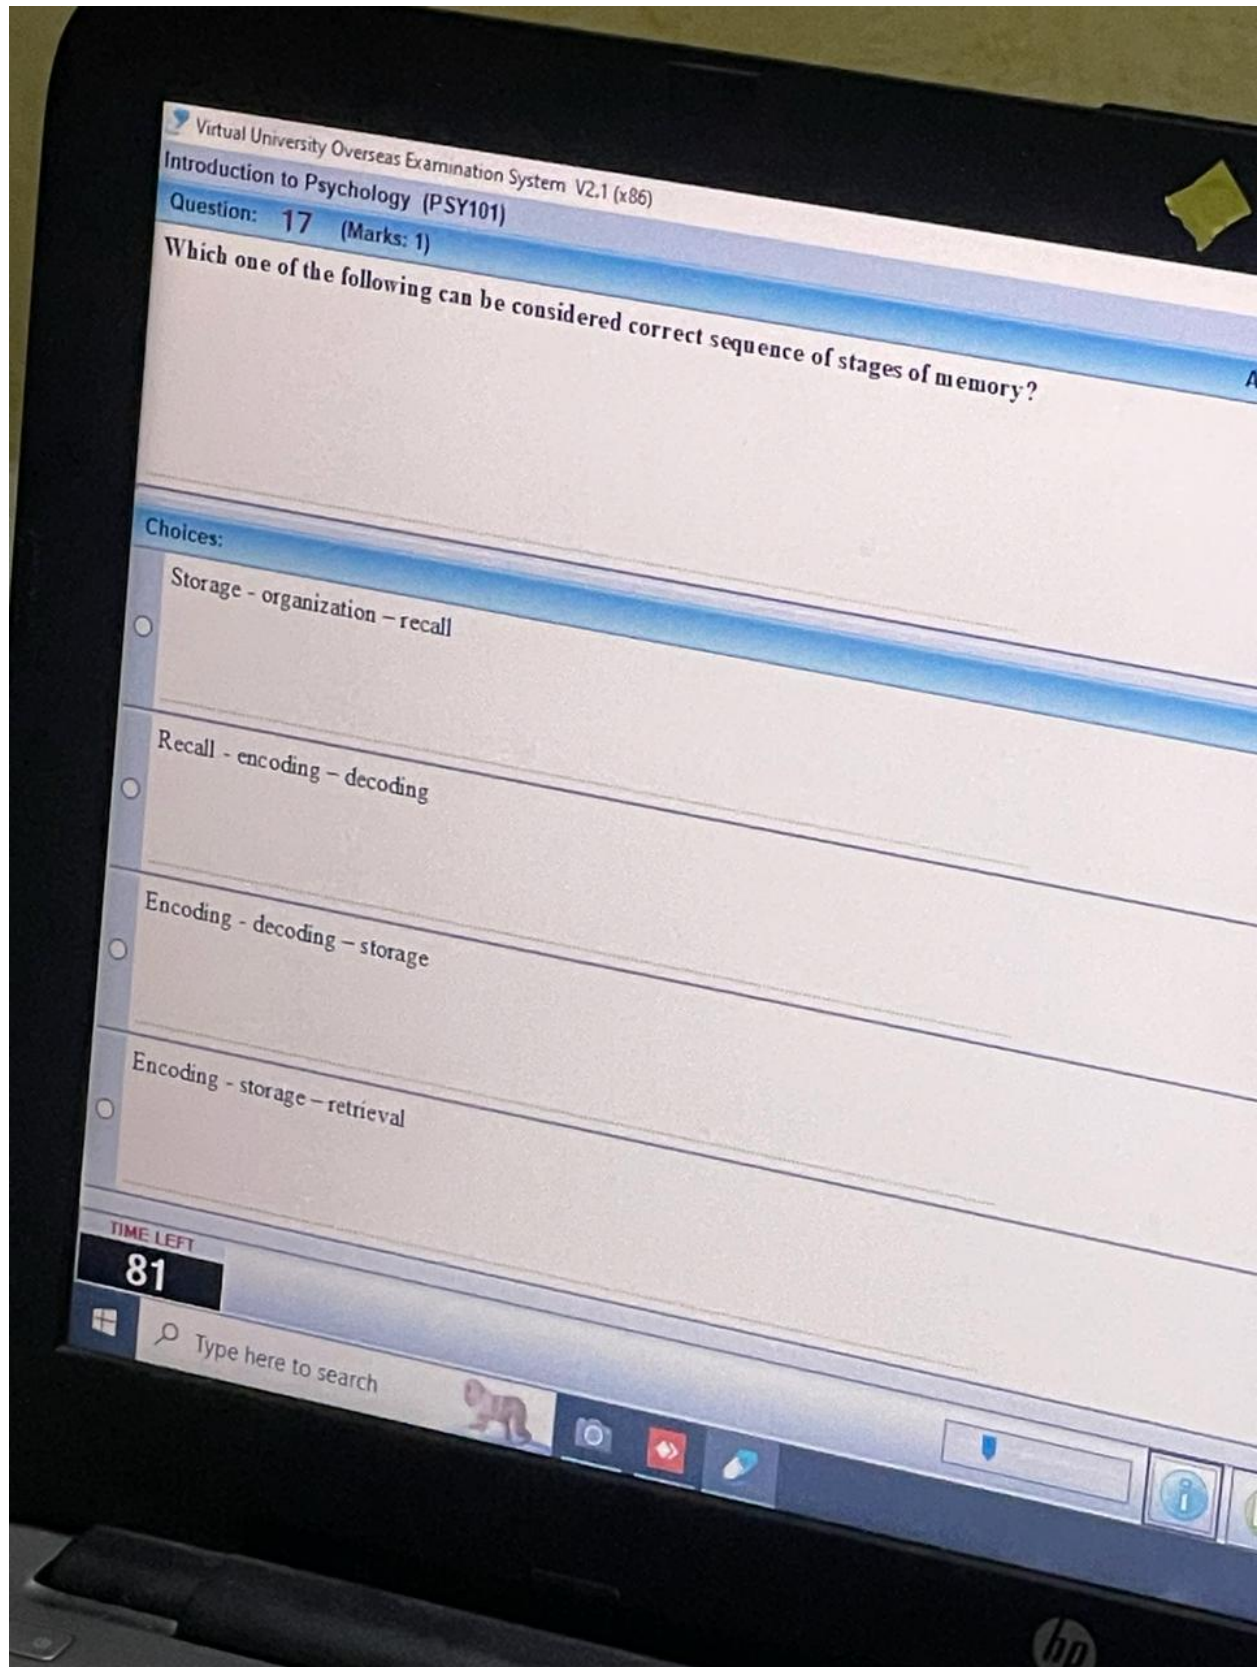 Virtual University Overseas Examination System V2.1 (x86)
Introduction to Psychology (PSY101)
Question: 17 (Marks: 1)
A
Which one of the following can be considered correct sequence of stages of memory?
Choices:
Storage - organization – recall
Recall - encoding – decoding
Encoding - decoding – storage
Encoding - storage – retrieval
TIME LEFT
81
Type here to search
hp